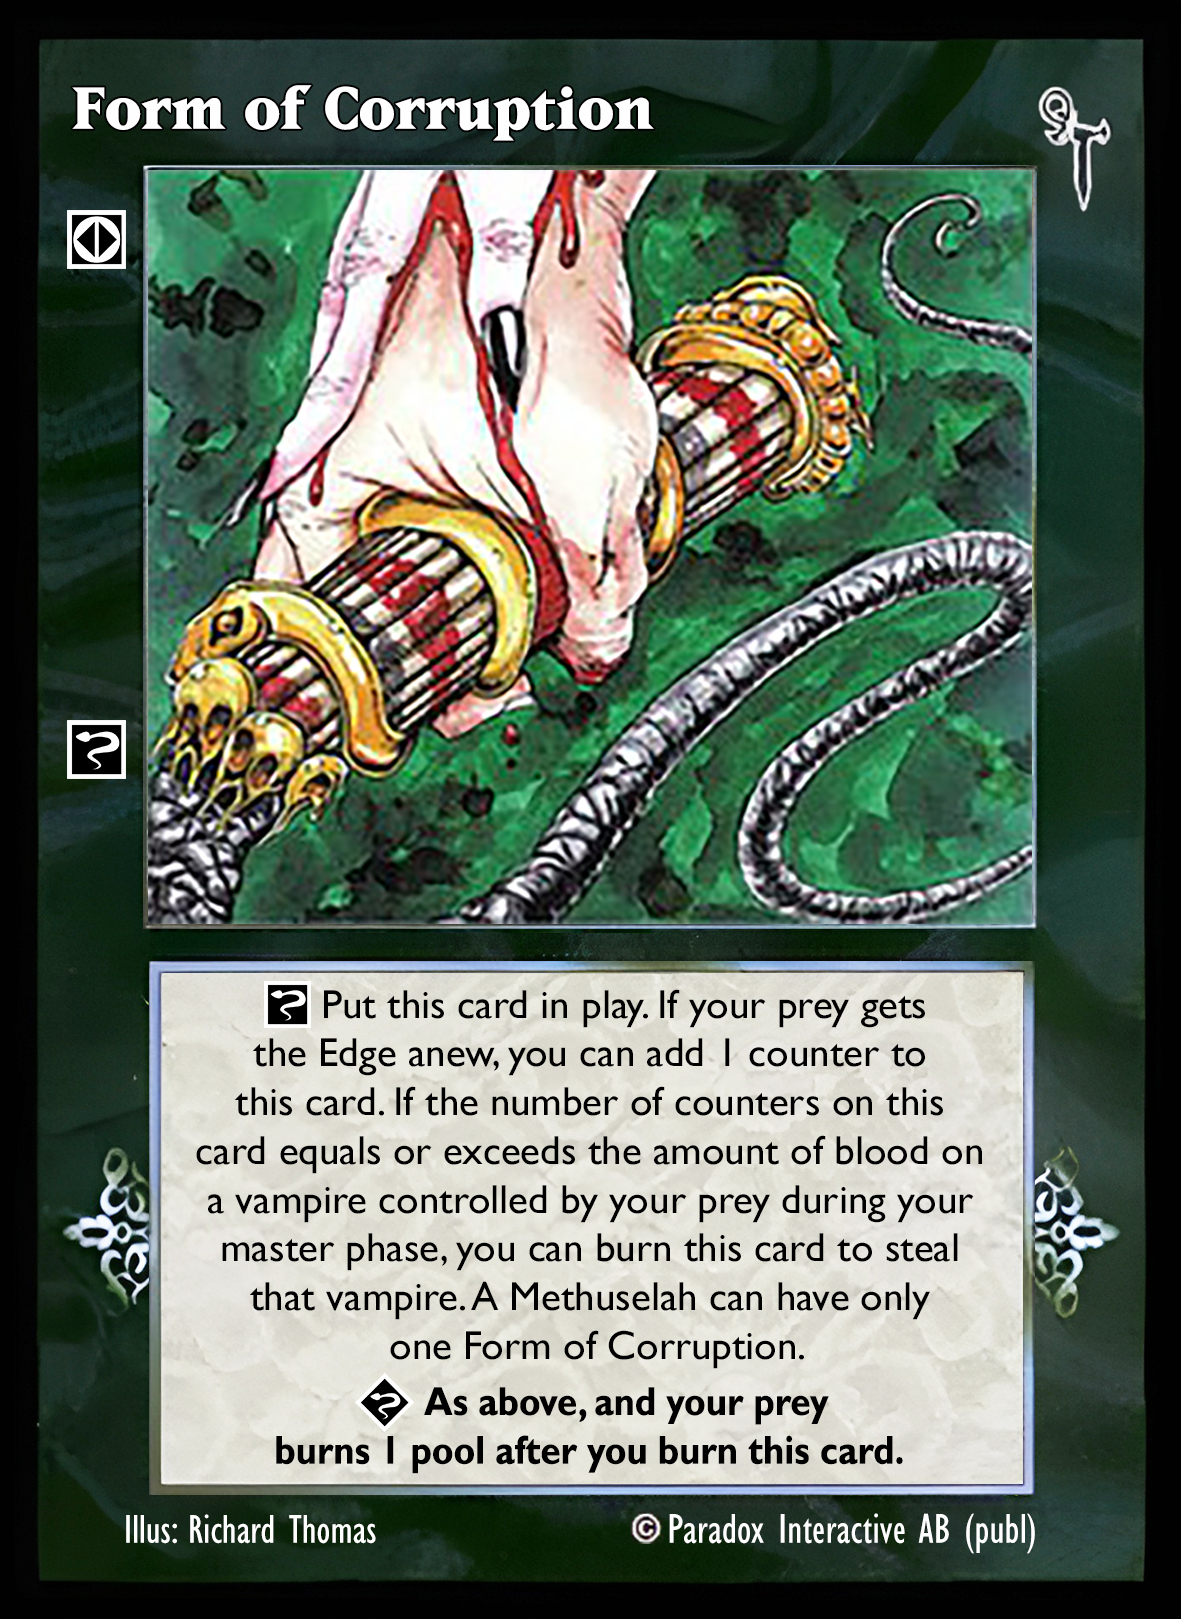 Form of Corruption
Put this card in play. If your prey gets
the Edge anew, you can add 1 counter to
this card. If the number of counters on this
card equals or exceeds the amount of blood on
a vampire controlled by your prey during your
master phase, you can burn this card to steal
that vampire. A Methuselah can have only
one Form of Corruption.
As above, and your prey
burns 1 pool after you burn this card.
Illus: Richard Thomas
© Paradox Interactive AB (publ)